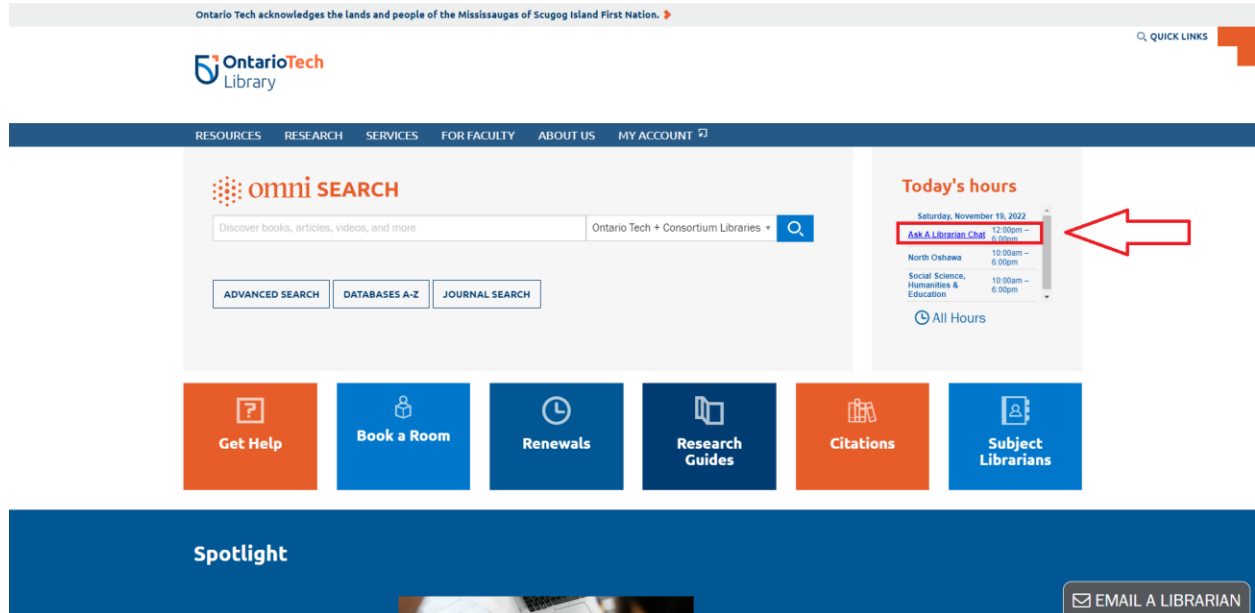 Ontario Tech acknowledges the lands and people of the Mississaugas of Scugog Island First Nation.
QUICK LINKS
OntarioTech
Library
RESOURCES RESEARCH SERVICES FOR FACULTY ABOUT US MY ACCOUNT
omni SEARCH
Discover books, articles, videos, and more
Ontario Tech + Consortium Libraries
ADVANCED SEARCH DATABASES A-Z JOURNAL SEARCH
Today's hours
Saturday, November 19, 2022
Ask A Librarian Chat 12:00pm –
6:00pm
North Oshawa 10:00am –
6:00pm
Social Science,
Humanities & 10:00am –
Education 6:00pm
All Hours
Get Help
Book a Room
Renewals
Research
Guides
Citations
Subject
Librarians
Spotlight
EMAIL A LIBRARIAN